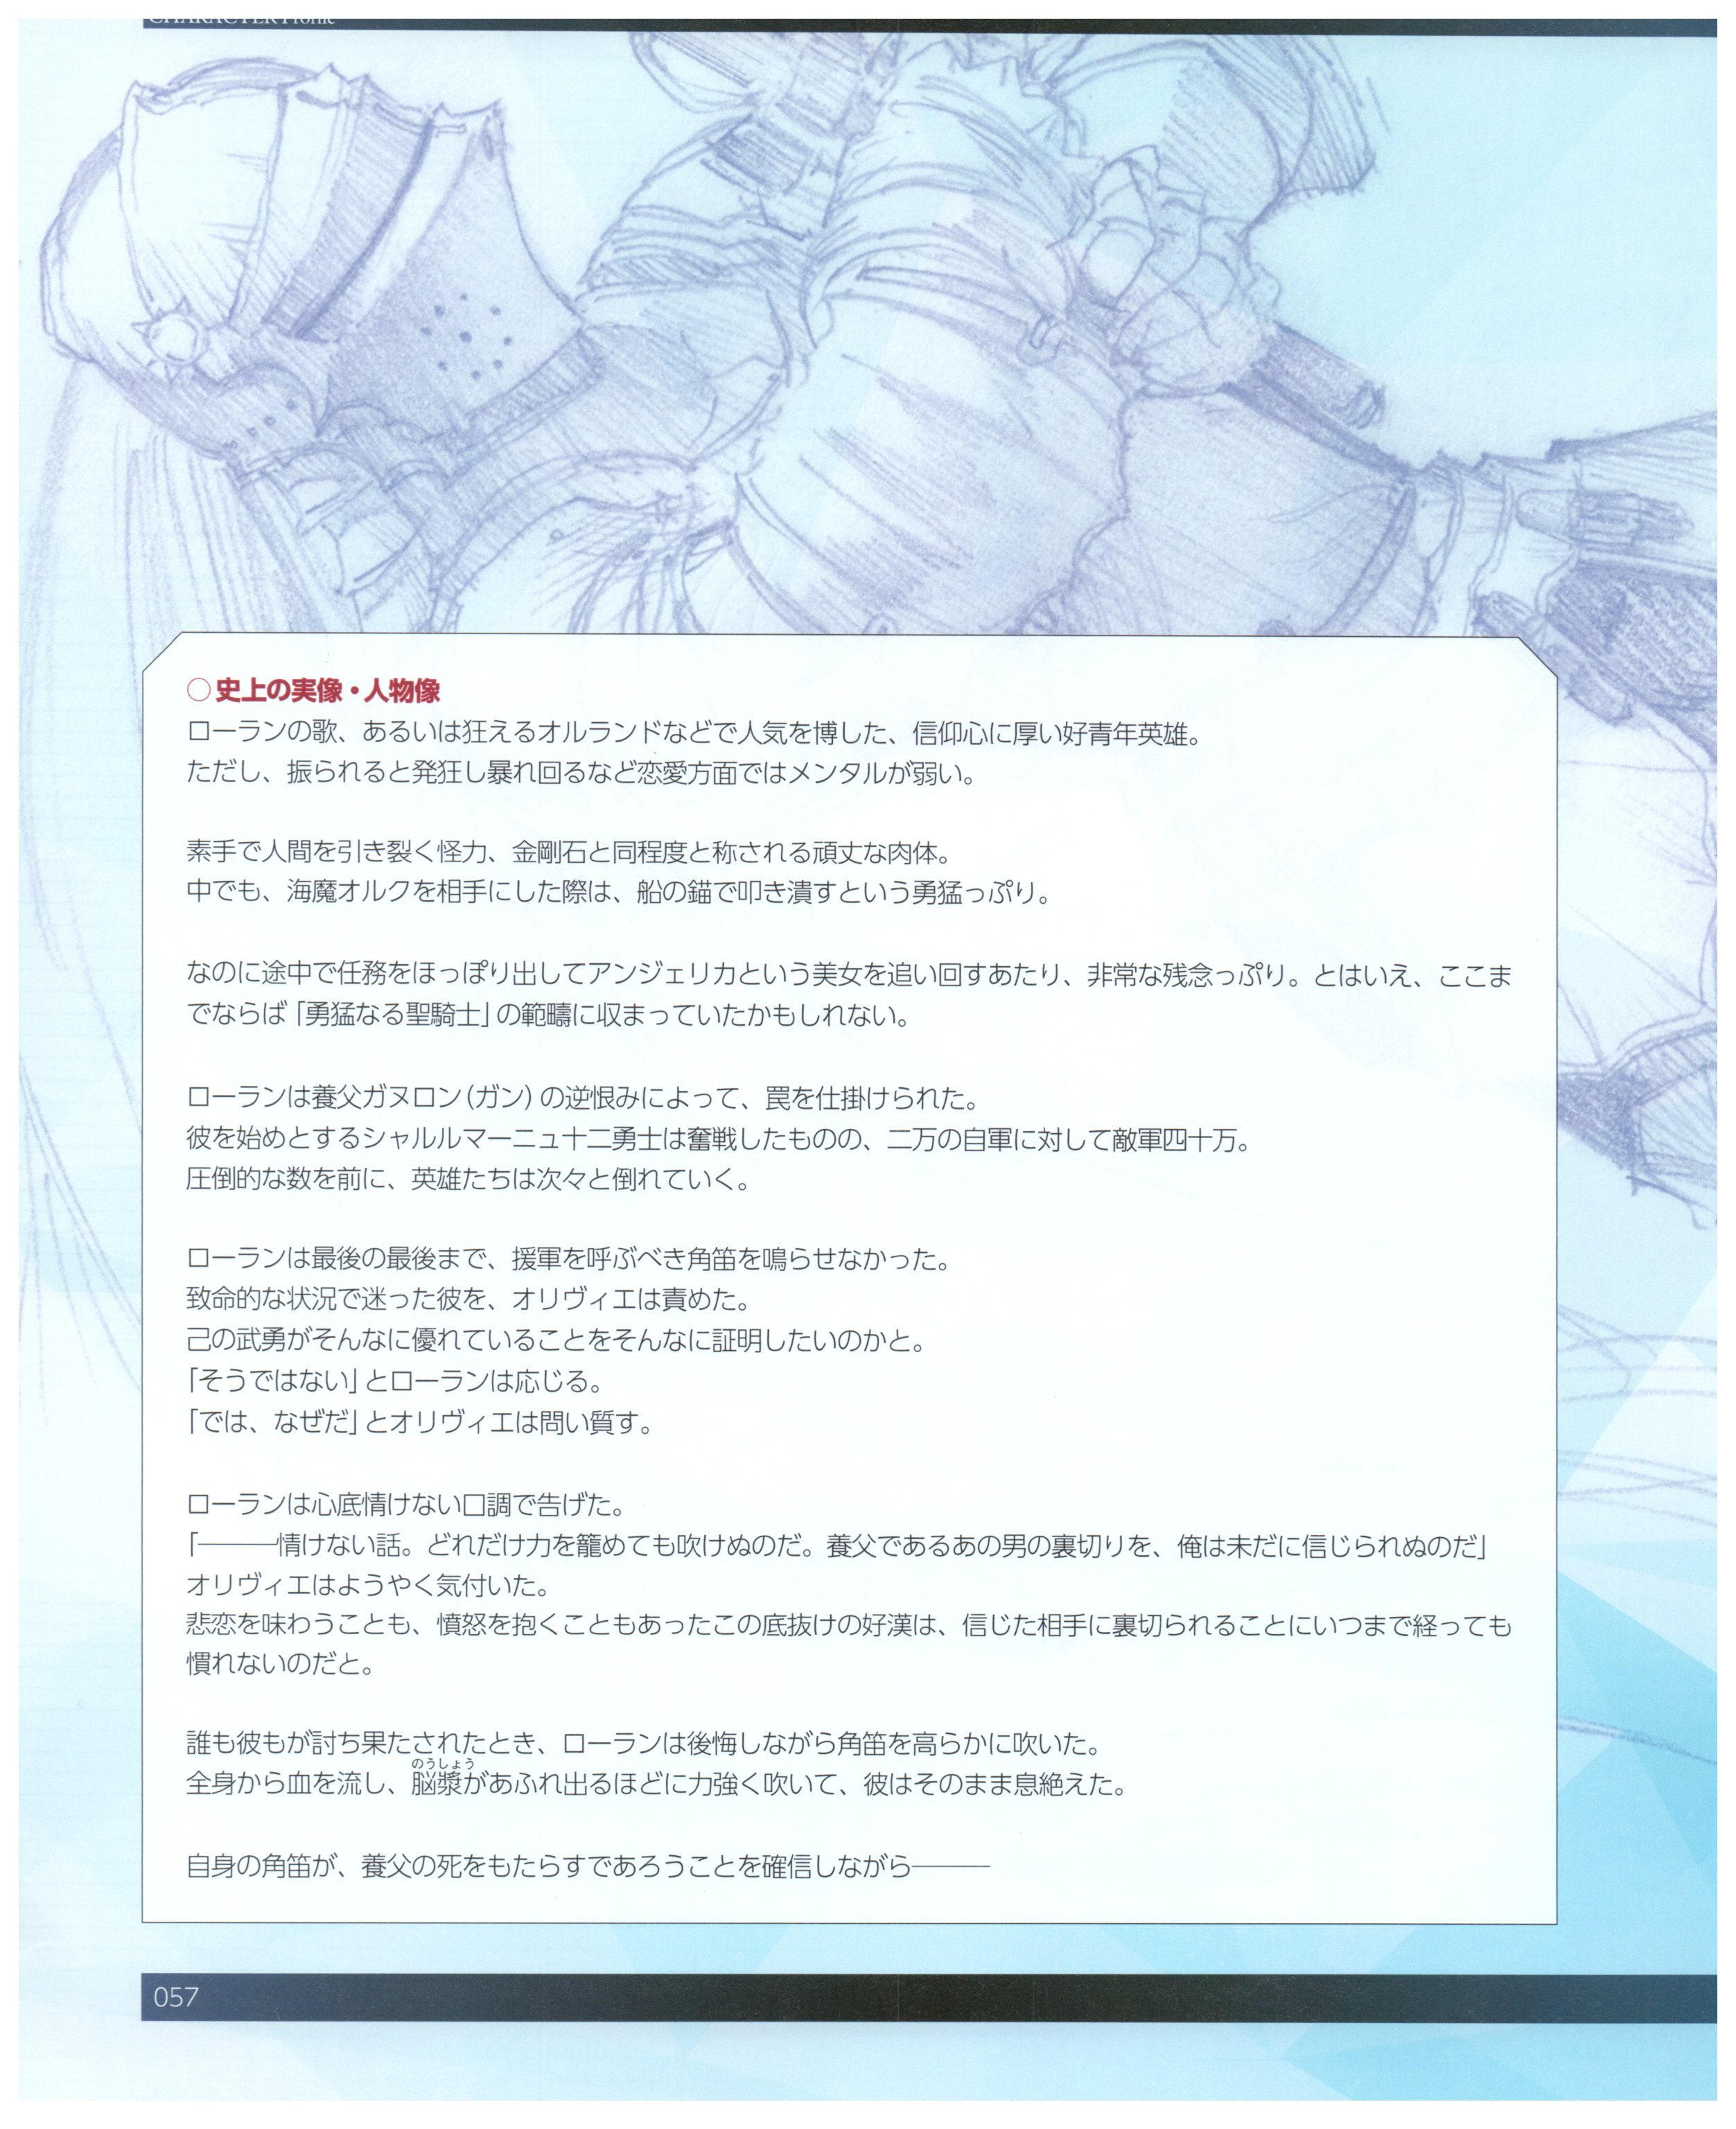 CHARACTER Profile
○史上の実像・人物像
ローランの歌、あるいは狂えるオルランドなどで人気を博した、信仰心に厚い好青年英雄。
ただし、振られると発狂し暴れ回るなど恋愛方面ではメンタルが弱い。
素手で人間を引き裂く怪力、金剛石と同程度と称される頑丈な肉体。
中でも、海魔オルクを相手にした際は、船の錨で叩き潰すという勇猛っぷり。
なのに途中で任務をほっぽり出してアンジェリカという美女を追い回すあたり、非常な残念っぷり。とはいえ、ここま
でならば「勇猛なる聖騎士」の範疇に収まっていたかもしれない。
ローランは養父ガヌロン(ガン)の逆恨みによって、罠を仕掛けられた。
彼を始めとするシャルルマーニュ十二勇士は奮戦したものの、二万の自軍に対して敵軍四十万。
圧倒的な数を前に、英雄たちは次々と倒れていく。
ローランは最後の最後まで、援軍を呼ぶべき角笛を鳴らせなかった。
致命的な状況で迷った彼を、オリヴィエは責めた。
己の武勇がそんなに優れていることをそんなに証明したいのかと。
「そうではない」とローランは応じる。
「では、なぜだ」とオリヴィエは問い質す。
ローランは心底情けない口調で告げた。
「―――情けない話。どれだけ力を籠めても吹けぬのだ。養父であるあの男の裏切りを、俺は未だに信じられぬのだ」
オリヴィエはようやく気付いた。
悲恋を味わうことも、憤怒を抱くこともあったこの底抜けの好漢は、信じた相手に裏切られることにいつまで経っても
慣れないのだと。
誰も彼もが討ち果たされたとき、ローランは後悔しながら角笛を高らかに吹いた。
のうしょう
全身から血を流し、脳漿があふれ出るほどに力強く吹いて、彼はそのまま息絶えた。
自身の角笛が、養父の死をもたらすであろうことを確信しながら―――
057